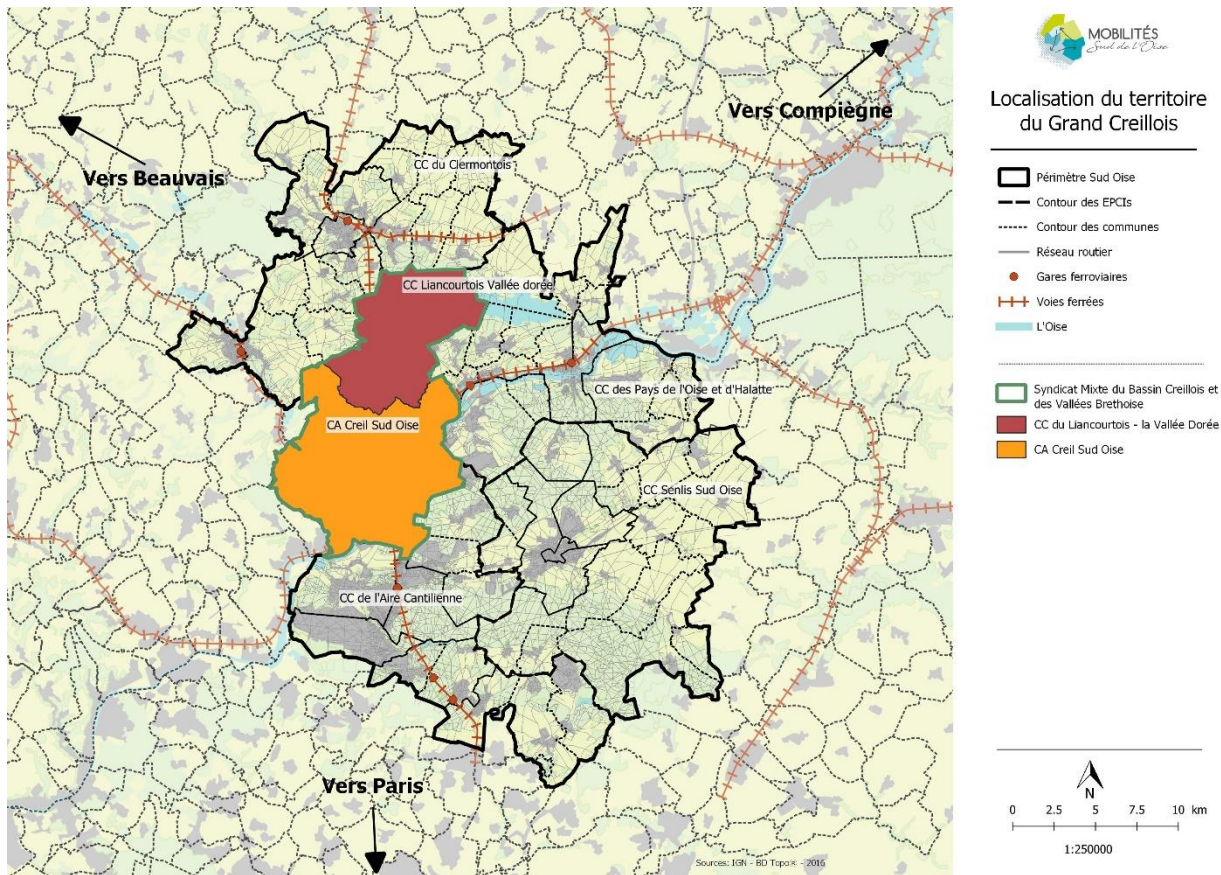 Vers Compiègne
Vers Beauvais
CC du Clermontois
CC Liancourtois Vallée dorée
CC des Pays de l'Oise et d'Halatte
CA Creil Sud Oise
CC Senlis Sud Oise
CC de l'Aire Cantilienne
Vers Paris
Sources: IGN - BD Topo - 2016
MOBILITÉS
Sud de l'Oise
Localisation du territoire
du Grand Creillois
Périmètre Sud Oise
Contour des EPCIs
Contour des communes
Réseau routier
Gares ferroviaires
Voies ferrées
L'Oise
Syndicat Mixte du Bassin Creillois et
des Vallées Brethoise
CC du Liancourtois - la Vallée Dorée
CA Creil Sud Oise
N
0 2.5 5 7.5 10 km
1:250000